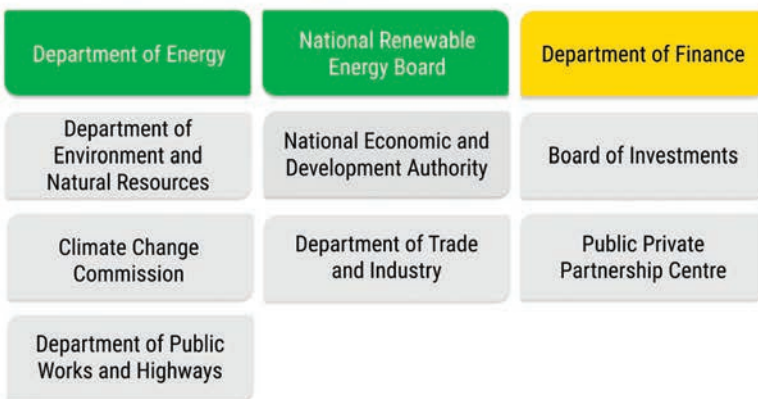 Department of Energy
National Renewable
Energy Board
Department of Finance
Department of
Environment and
Natural Resources
National Economic and
Development Authority
Board of Investments
Climate Change
Commission
Department of Trade
and Industry
Public Private
Partnership Centre
Department of Public
Works and Highways